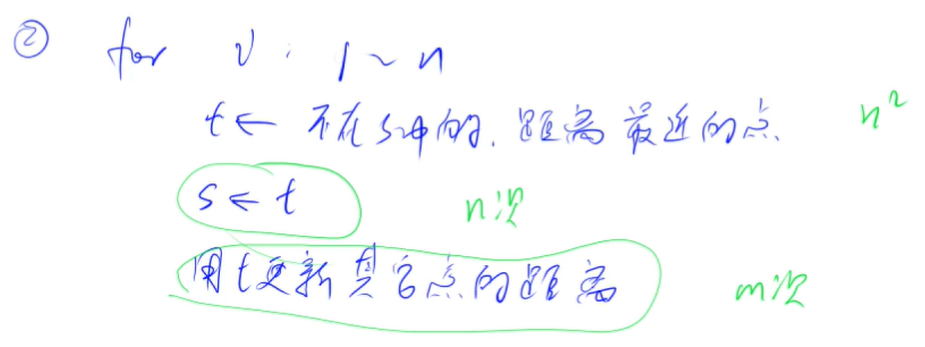 ② for i: 1~n
t← 不在s中的,距离最近的点 n²
s←t n次
用t更新其它点的距离 m次